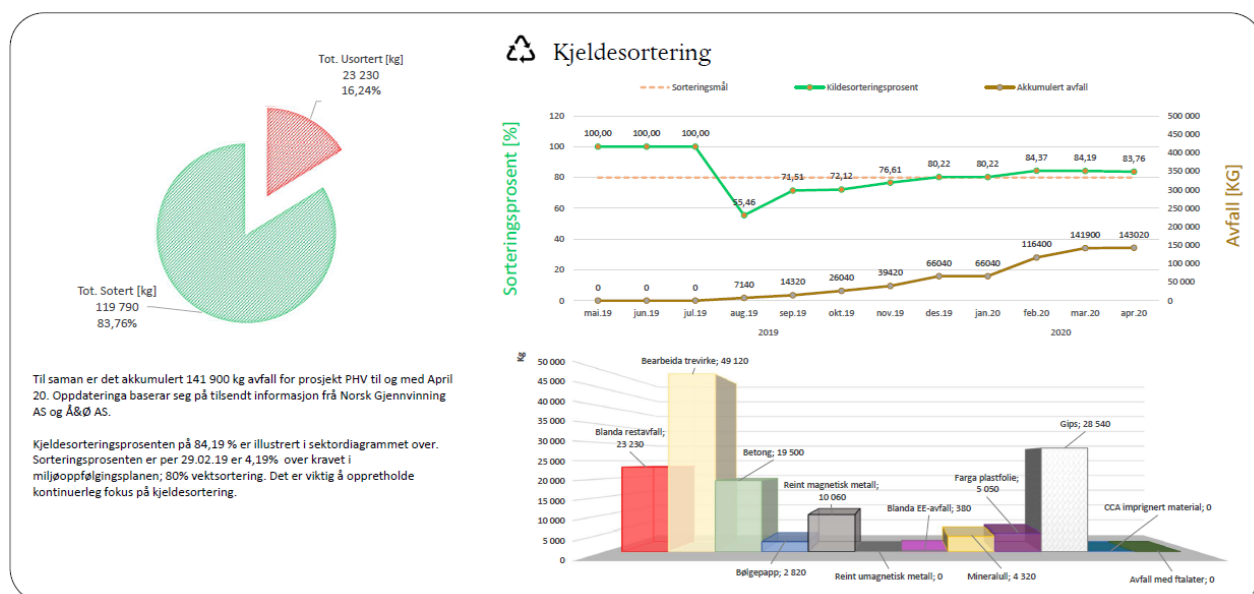 Tot. Usortert [kg]
23 230
16,24%
Tot. Sotert [kg]
119 790
83,76%
Til saman er det akkumulert 141 900 kg avfall for prosjekt PHV til og med April
20. Oppdateringa baserar seg på tilsendt informasjon frå Norsk Gjennvinning
AS og Å&Ø AS.
Kjeldesorteringsprosenten på 84,19 % er illustrert i sektordiagrammet over.
Sorteringsprosenten er per 29.02.19 er 4,19% over kravet i
miljøoppfølgingsplanen; 80% vektsortering. Det er viktig å oppretholde
kontinuerleg fokus på kjeldesortering.
Kjeldesortering
Sorteringsmål
Kildesorteringsprosent
Akkumulert avfall
Sorteringsprosent [%]
120
100
80
60
40
20
0
100,00
100,00
100,00
55,46
71,51
72,12
76,61
80,22
80,22
84,37
84,19
83,76
0
0
0
7140
14320
26040
39420
66040
66040
116400
141900
143020
500 000
450 000
400 000
350 000
300 000
250 000
200 000
150 000
100 000
50 000
0
Avfall [KG]
mai.19
jun.19
jul.19
aug.19
sep.19
okt.19
nov.19
des.19
jan.20
feb.20
mar.20
apr.20
2019
2020
Kg
50 000
45 000
40 000
35 000
30 000
25 000
20 000
15 000
10 000
5 000
0
Blanda restavfall;
23 230
Bearbeida trevirke; 49 120
Betong; 19 500
Bølgepapp; 2 820
Reint magnetisk metall;
10 060
Reint umagnetisk metall; 0
Blanda EE-avfall; 380
Mineralull; 4 320
Farga plastfolie;
5 050
Gips; 28 540
CCA imprignert material; 0
Avfall med ftalater; 0